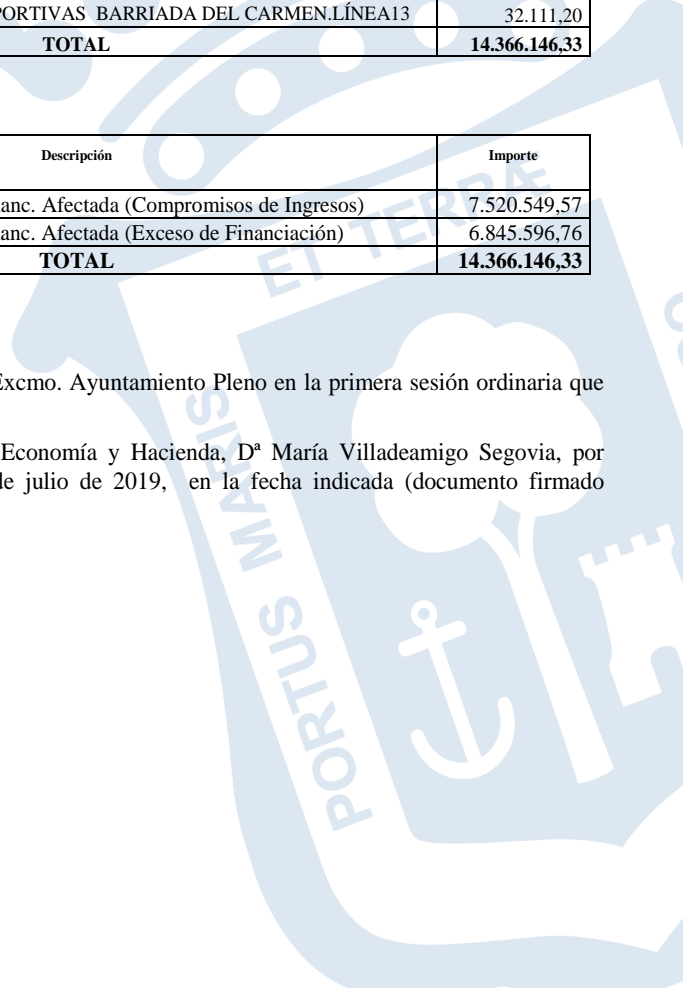 PORTIVAS BARRIADA DEL CARMEN.LÍNEA13 32.111,20
TOTAL 14.366.146,33
Descripción Importe
anc. Afectada (Compromisos de Ingresos) 7.520.549,57
anc. Afectada (Exceso de Financiación) 6.845.596,76
TOTAL 14.366.146,33
Excmo. Ayuntamiento Pleno en la primera sesión ordinaria que
Economía y Hacienda, Dª María Villadeamigo Segovia, por
de julio de 2019, en la fecha indicada (documento firmado
PORTUS MARIS ET TERRÆ